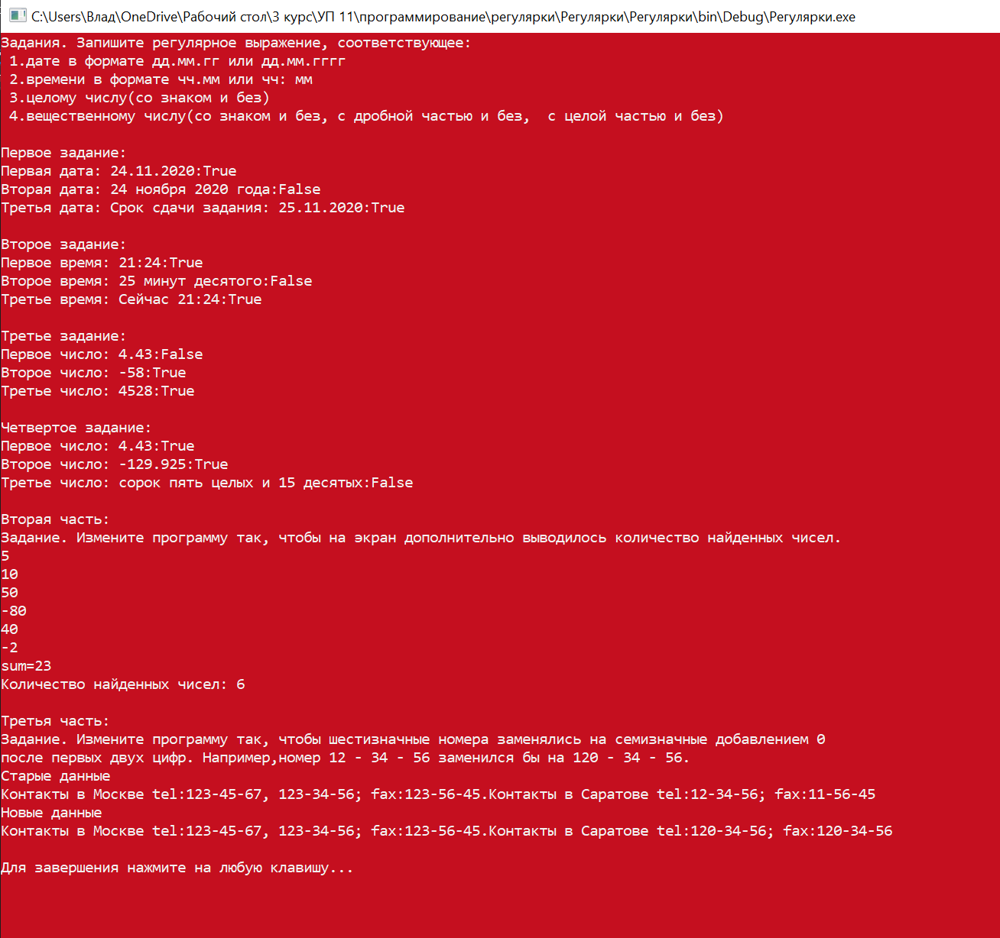 C:\Users\Влад\OneDrive\Рабочий стол\3 курс\УП 11\программирование\регулярки\Регулярки\Регулярки\bin\Debug\Регулярки.exe
Задания. Запишите регулярное выражение, соответствующее:
1.дате в формате дд.мм.гг или дд.мм.гггг
2.времени в формате чч.мм или чч: мм
3.целому числу(со знаком и без)
4.вещественному числу(со знаком и без, с дробной частью и без,  с целой частью и без)
Первое задание:
Первая дата: 24.11.2020:True
Вторая дата: 24 ноября 2020 года:False
Третья дата: Срок сдачи задания: 25.11.2020:True
Второе задание:
Первое время: 21:24:True
Второе время: 25 минут десятого:False
Третье время: Сейчас 21:24:True
Третье задание:
Первое число: 4.43:False
Второе число: -58:True
Третье число: 4528:True
Четвертое задание:
Первое число: 4.43:True
Второе число: -129.925:True
Третье число: сорок пять целых и 15 десятых:False
Вторая часть:
Задание. Измените программу так, чтобы на экран дополнительно выводилось количество найденных чисел.
5
10
50
-80
40
-2
sum=23
Количество найденных чисел: 6
Третья часть:
Задание. Измените программу так, чтобы шестизначные номера заменялись на семизначные добавлением 0
после первых двух цифр. Например,номер 12 - 34 - 56 заменился бы на 120 - 34 - 56.
Старые данные
Контакты в Москве tel:123-45-67, 123-34-56; fax:123-56-45.Контакты в Саратове tel:12-34-56; fax:11-56-45
Новые данные
Контакты в Москве tel:123-45-67, 123-34-56; fax:123-56-45.Контакты в Саратове tel:120-34-56; fax:120-34-56
Для завершения нажмите на любую клавишу...